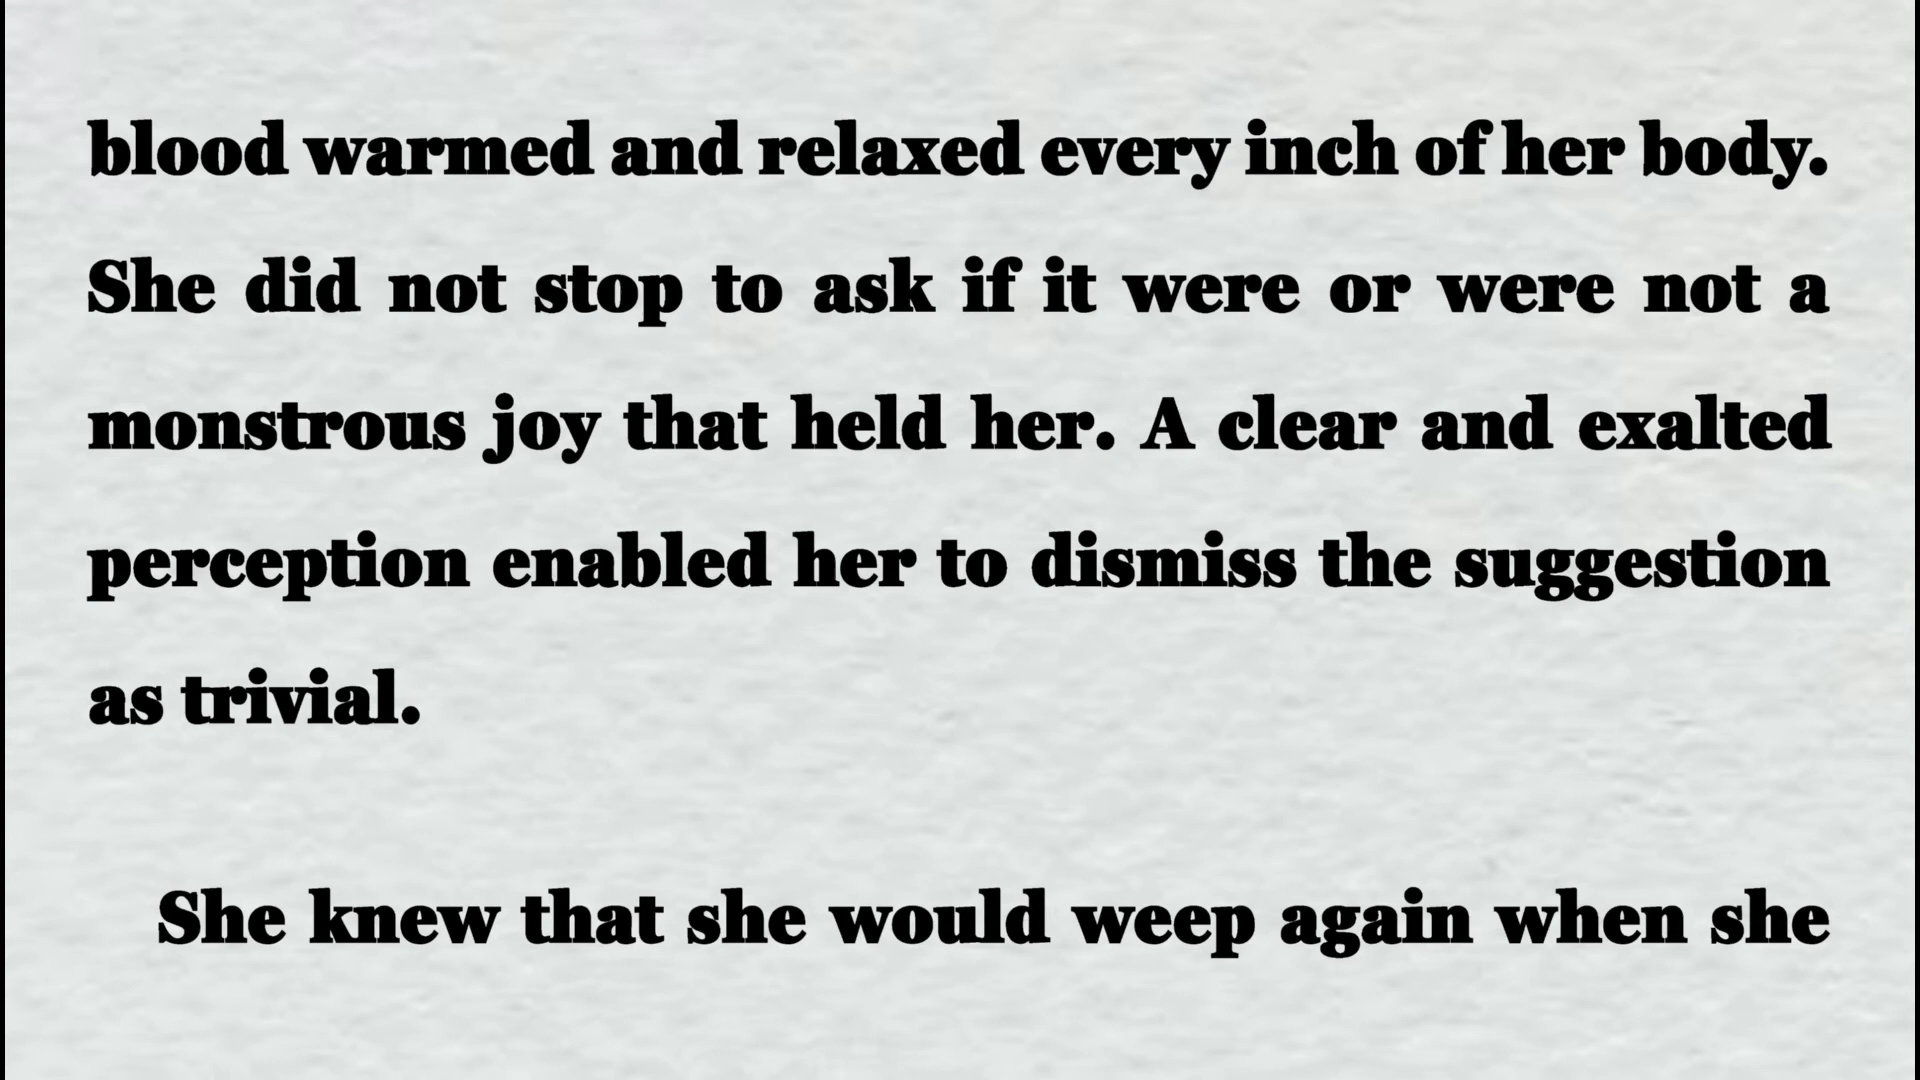 blood warmed and relaxed every inch of her body.
She did not stop to ask if it were or were not a
monstrous joy that held her. A clear and exalted
perception enabled her to dismiss the suggestion
as trivial.
She knew that she would weep again when she